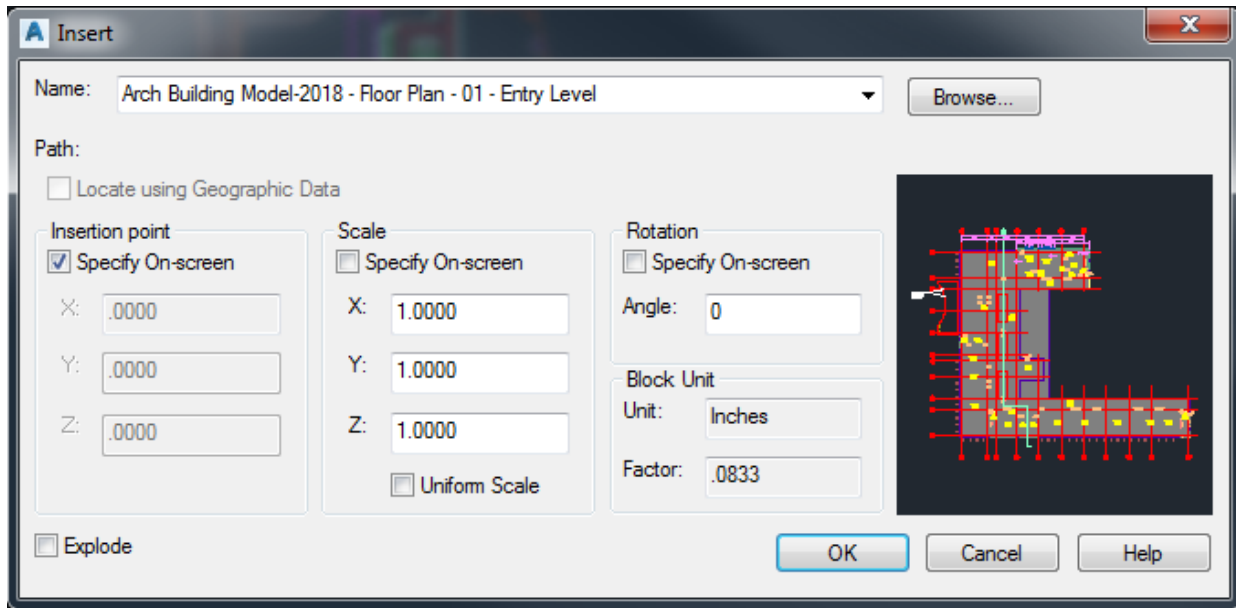 Insert
Name: Arch Building Model-2018 - Floor Plan - 01 - Entry Level Browse...
Path:
Locate using Geographic Data
Insertion point
Specify On-screen
X: .0000
Y: .0000
Z: .0000
Scale
Specify On-screen
X: 1.0000
Y: 1.0000
Z: 1.0000
Uniform Scale
Rotation
Specify On-screen
Angle: 0
Block Unit
Unit: Inches
Factor: .0833
Explode
OK Cancel Help